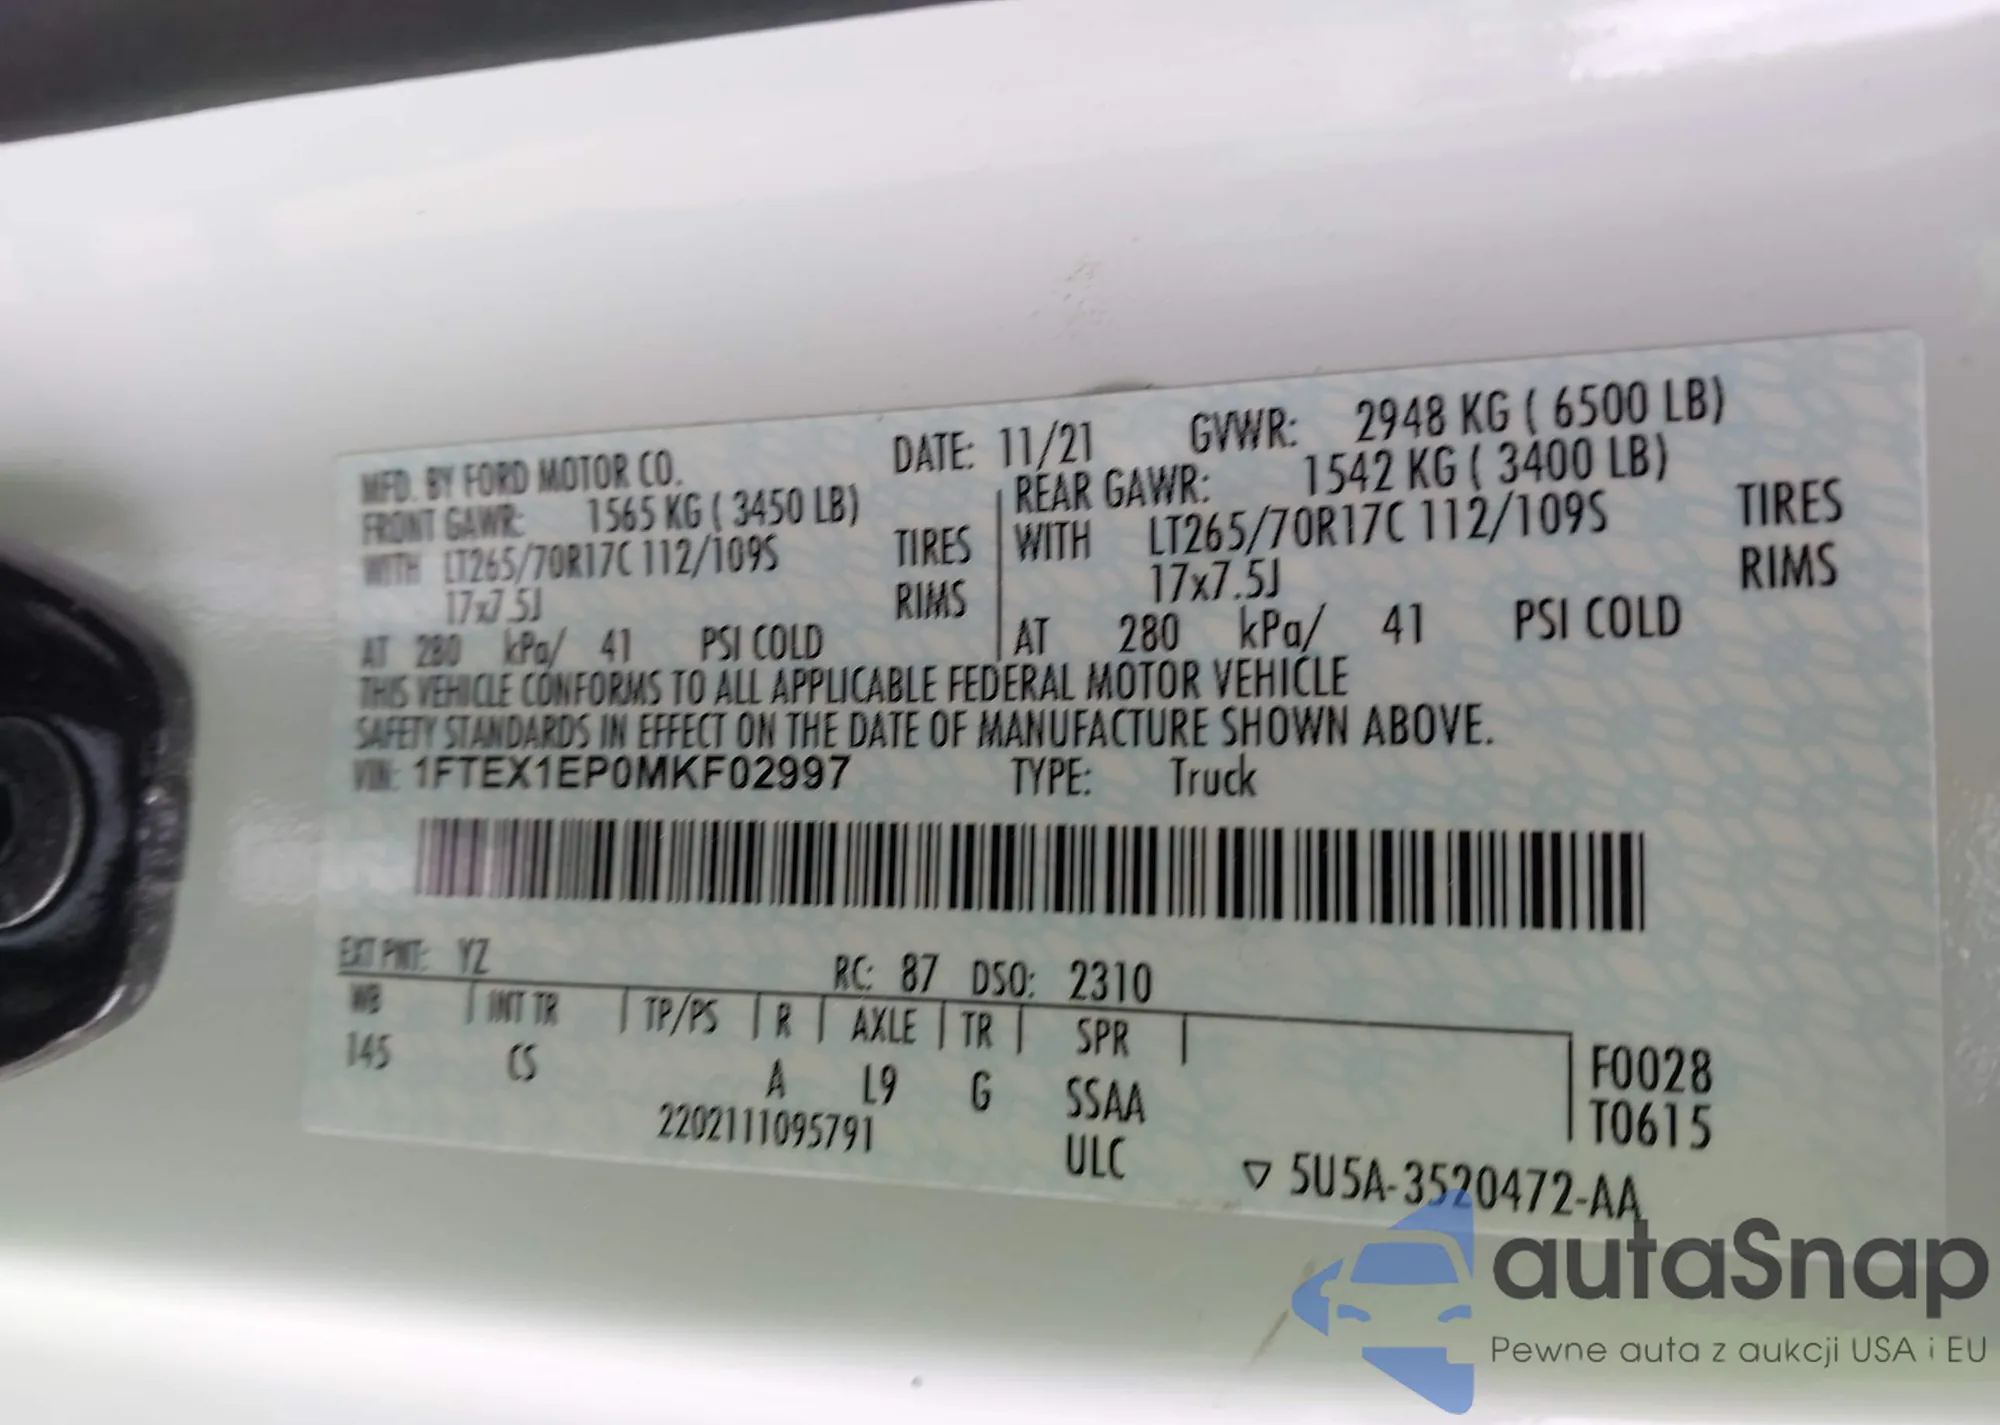 MFD. BY FORD MOTOR CO. DATE: 11/21 GVWR: 2948 KG ( 6500 LB)
FRONT GAWR: 1565 KG ( 3450 LB) REAR GAWR: 1542 KG ( 3400 LB)
WITH LT265/70R17C 112/109S TIRES WITH LT265/70R17C 112/109S TIRES
17x7.5J RIMS 17x7.5J RIMS
AT 280 kPa/ 41 PSI COLD AT 280 kPa/ 41 PSI COLD
THIS VEHICLE CONFORMS TO ALL APPLICABLE FEDERAL MOTOR VEHICLE
SAFETY STANDARDS IN EFFECT ON THE DATE OF MANUFACTURE SHOWN ABOVE.
VIN: 1FTEX1EP0MKF02997 TYPE: Truck
EXT PNT: YZ RC: 87 DSO: 2310
WB INT TR TP/PS R AXLE TR SPR
145 CS A L9 G SSAA F0028
2202111095791 ULC T0615
5U5A-3520472-AA
autaSnap
Pewne auta z aukcji USA i EU